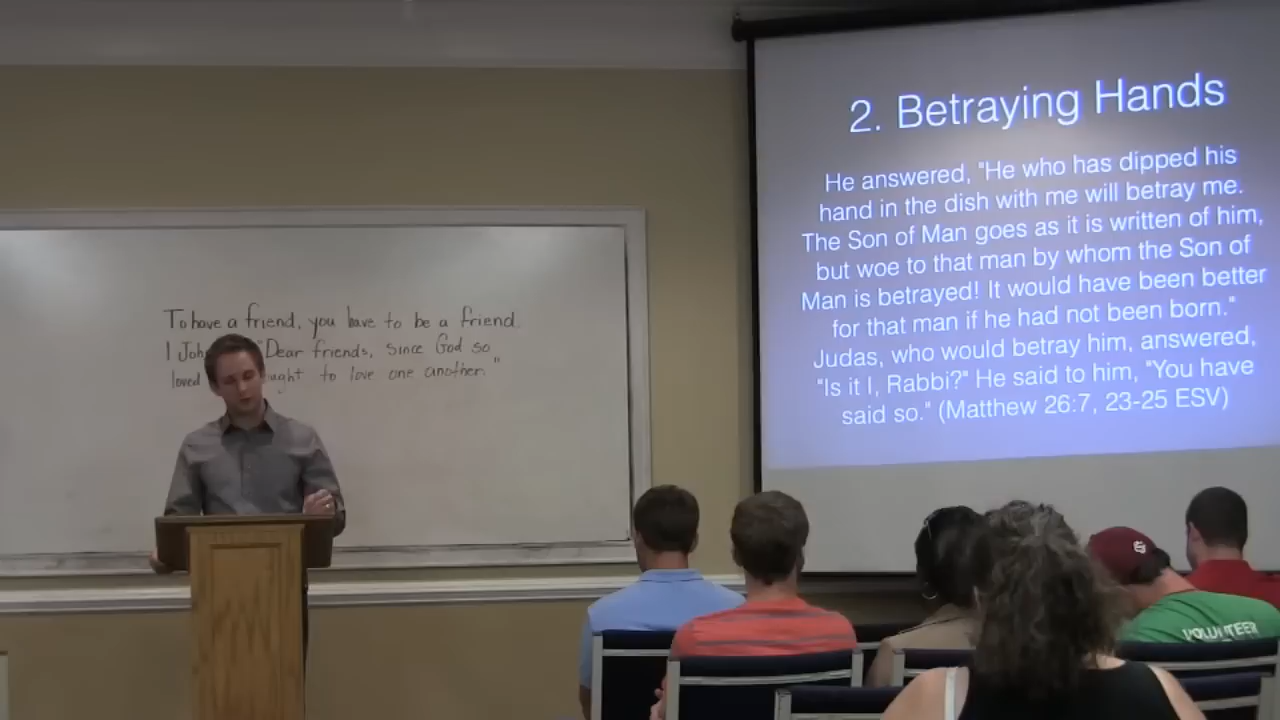 To have a friend, you have to be a friend.
1 Joh "Dear friends, since God so
loved ught to love one another."
2. Betraying Hands
He answered, "He who has dipped his
hand in the dish with me will betray me.
The Son of Man goes as it is written of him,
but woe to that man by whom the Son of
Man is betrayed! It would have been better
for that man if he had not been born."
Judas, who would betray him, answered,
"Is it I, Rabbi?" He said to him, "You have
said so." (Matthew 26:7, 23-25 ESV)
VOLUNTEER